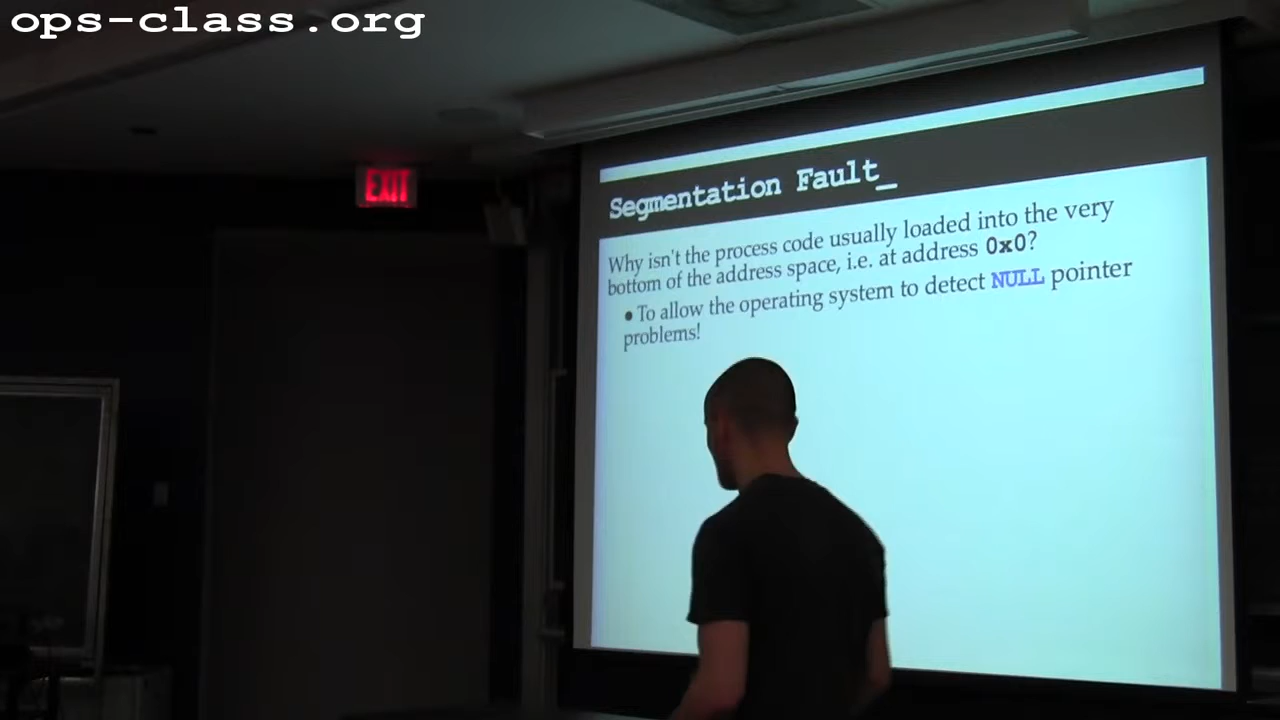 ops-class.org
EXIT
Segmentation Fault_
Why isn't the process code usually loaded into the very
bottom of the address space, i.e. at address 0x0?
• To allow the operating system to detect NULL pointer
problems!